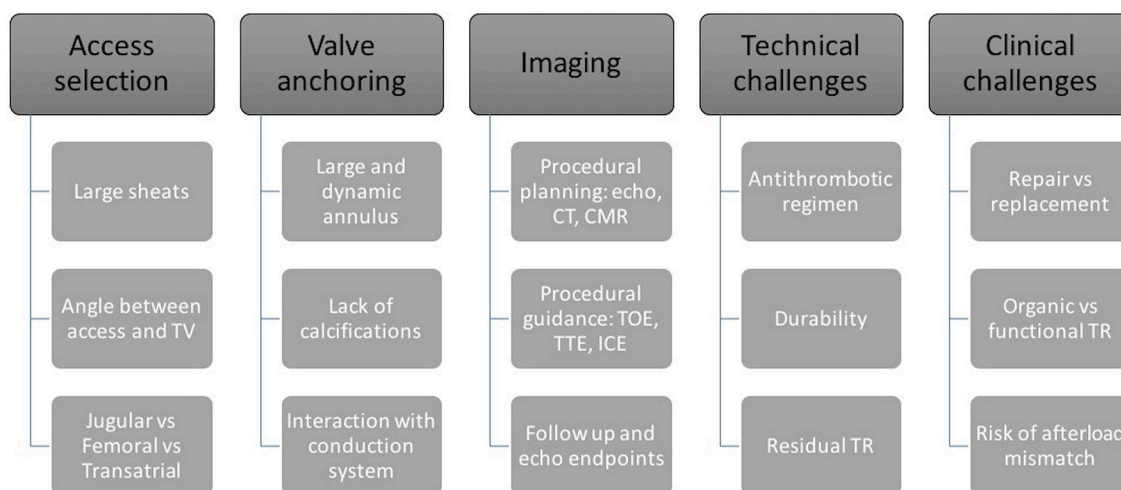 Access
selection
Large sheats
Angle between
access and TV
Jugular vs
Femoral vs
Transatrial
Valve
anchoring
Large and
dynamic
annulus
Lack of
calcifications
Interaction with
conduction
system
Imaging
Procedural
planning: echo,
CT, CMR
Procedural
guidance: TOE,
TTE, ICE
Follow up and
echo endpoints
Technical
challenges
Antithrombotic
regimen
Durability
Residual TR
Clinical
challenges
Repair vs
replacement
Organic vs
functional TR
Risk of afterload
mismatch